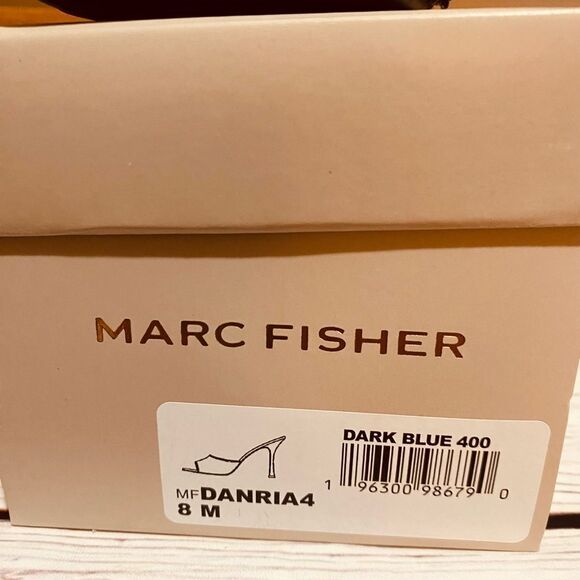 MARC FISHER
DARK BLUE 400
1 96300 98679 0
MFDANRIA4
8 M